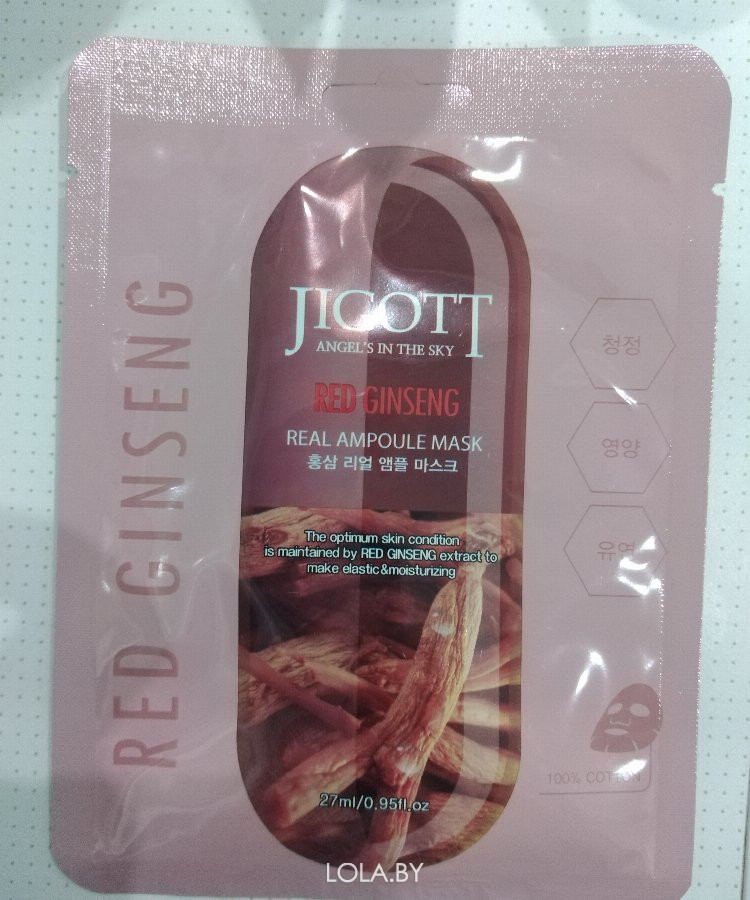 JIGOTT
ANGEL'S IN THE SKY
RED GINSENG
REAL AMPOULE MASK
홍삼 리얼 앰플 마스크
The optimum skin condition
is maintained by RED GINSENG extract to
make elastic&moisturizing
27ml/0.95fl.oz
RED GINSENG
청정
영양
유연
100% COTTON
LOLA.BY